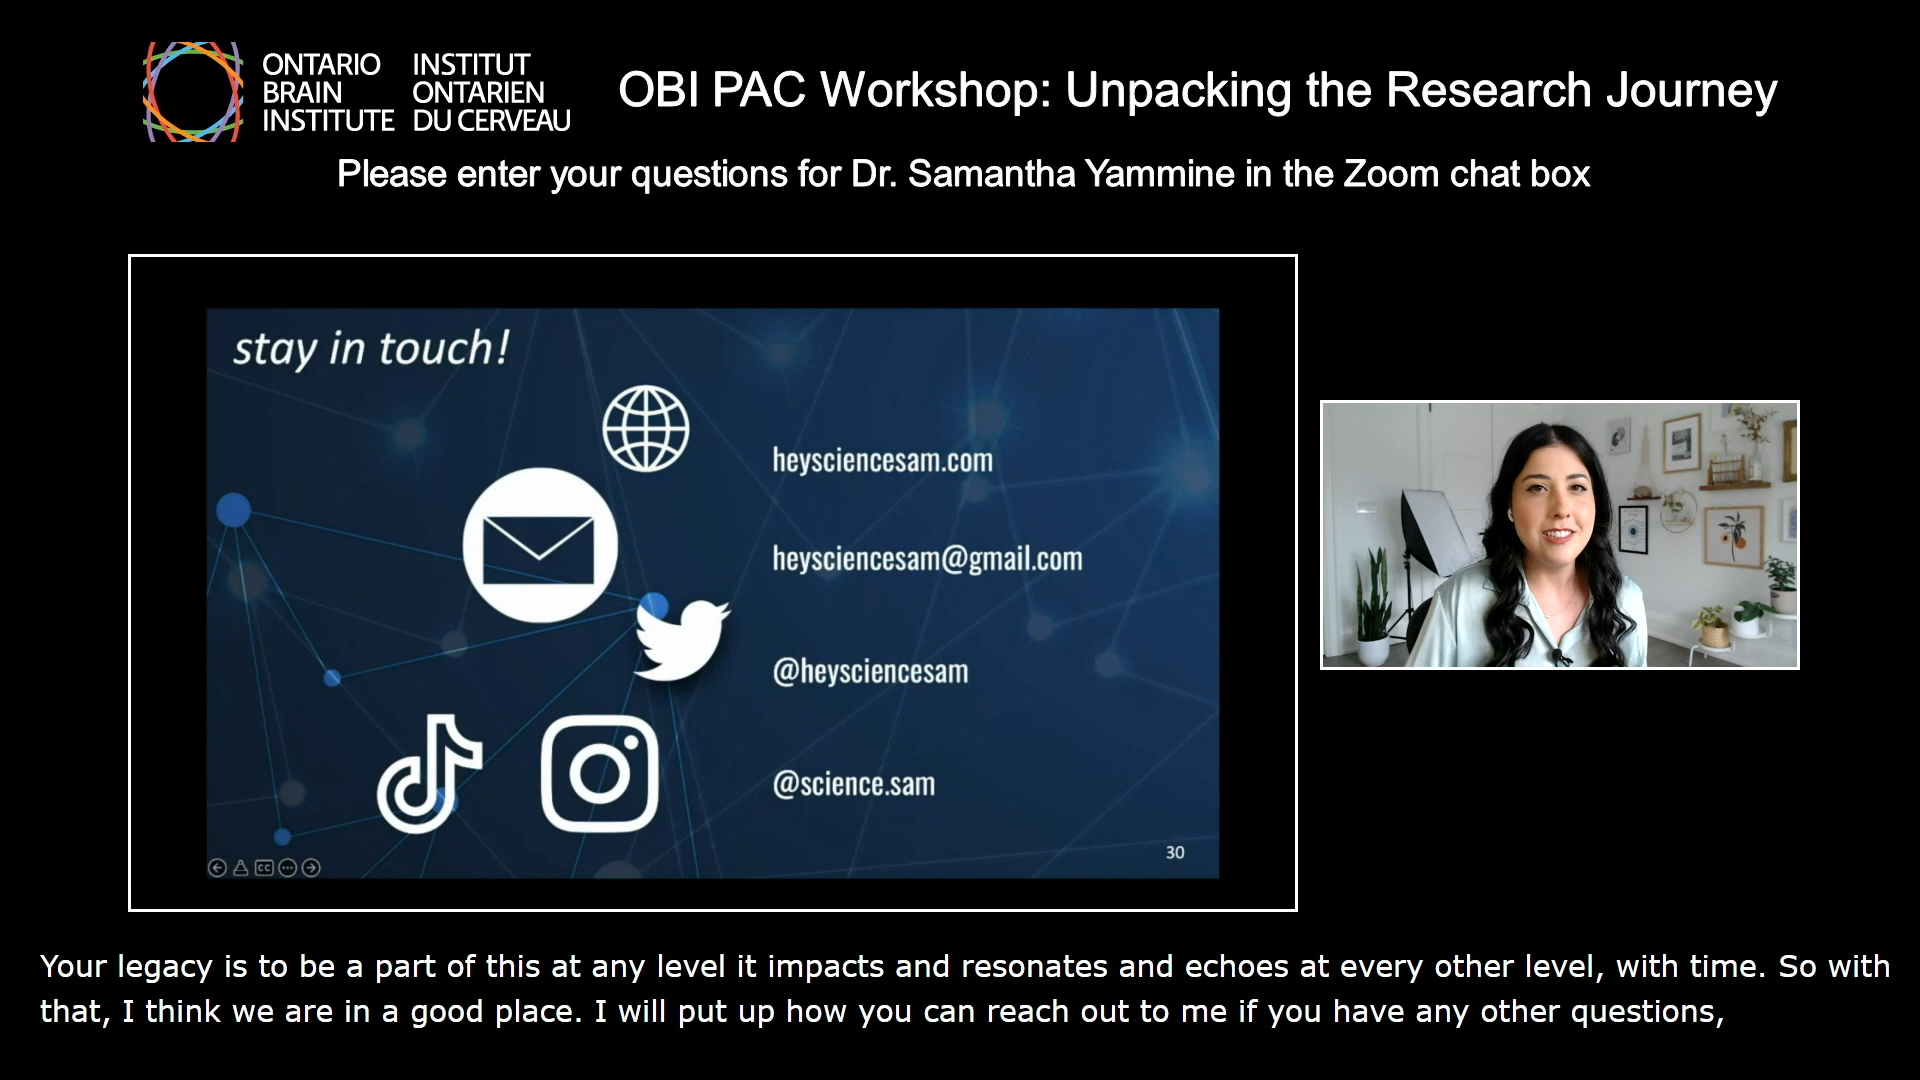 ONTARIO
BRAIN
INSTITUTE
INSTITUT
ONTARIEN
DU CERVEAU
OBI PAC Workshop: Unpacking the Research Journey
Please enter your questions for Dr. Samantha Yammine in the Zoom chat box
stay in touch!
heysciencesam.com
heysciencesam@gmail.com
@heysciencesam
@science.sam
CC
30
Your legacy is to be a part of this at any level it impacts and resonates and echoes at every other level, with time. So with
that, I think we are in a good place. I will put up how you can reach out to me if you have any other questions,